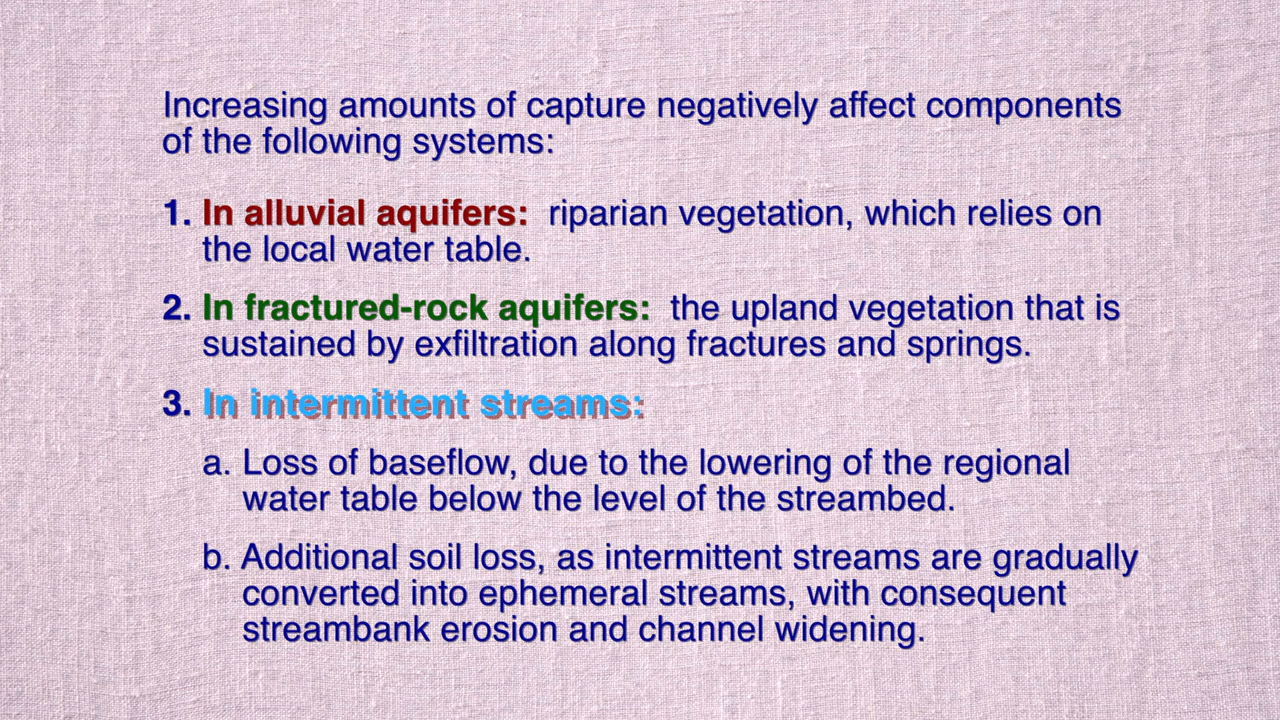 Increasing amounts of capture negatively affect components
of the following systems:
1. In alluvial aquifers: riparian vegetation, which relies on
the local water table.
2. In fractured-rock aquifers: the upland vegetation that is
sustained by exfiltration along fractures and springs.
3. In intermittent streams:
a. Loss of baseflow, due to the lowering of the regional
water table below the level of the streambed.
b. Additional soil loss, as intermittent streams are gradually
converted into ephemeral streams, with consequent
streambank erosion and channel widening.